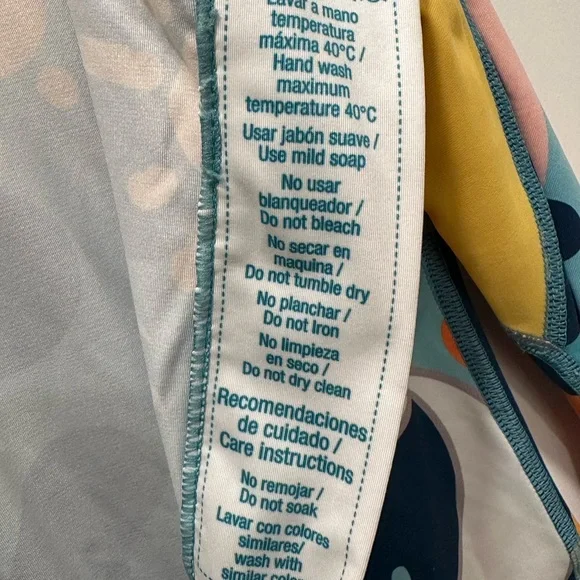 Lavar a mano
temperatura
máxima 40°C /
Hand wash
maximum
temperature 40°C
Usar jabón suave /
Use mild soap
No usar
blanqueador /
Do not bleach
No secar en
maquina /
Do not tumble dry
No planchar /
Do not Iron
No limpieza
en seco /
Do not dry clean
Recomendaciones
de cuidado /
Care instructions
No remojar /
Do not soak
Lavar con colores
similares/
wash with
similar